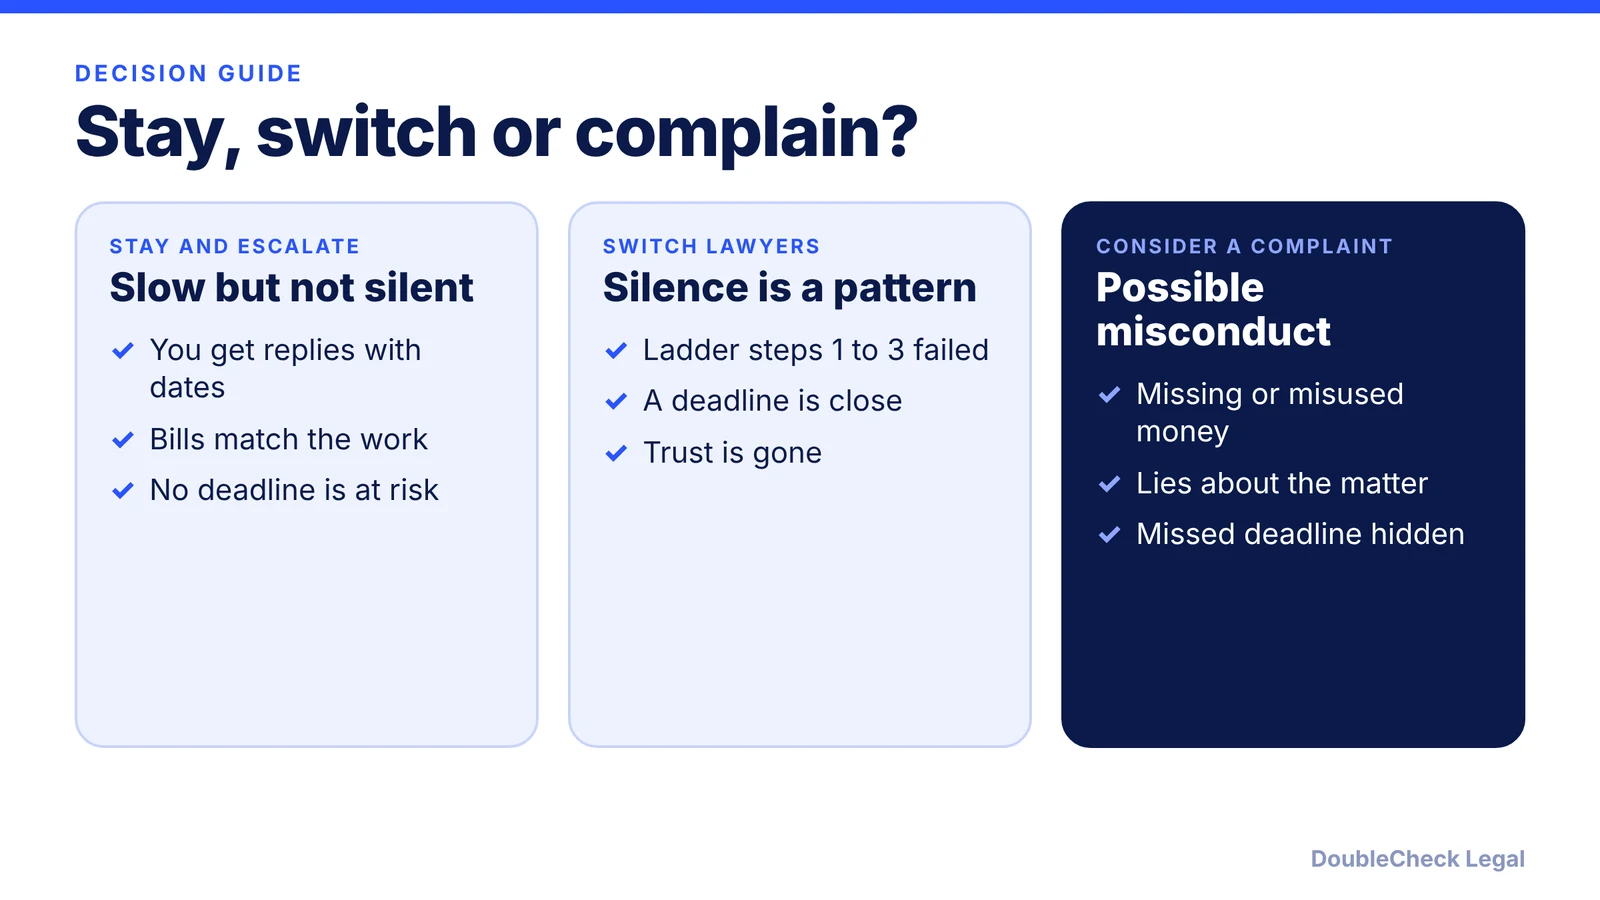 DECISION GUIDE
Stay, switch or complain?
STAY AND ESCALATE
Slow but not silent
You get replies with
dates
Bills match the work
No deadline is at risk
SWITCH LAWYERS
Silence is a pattern
Ladder steps 1 to 3 failed
A deadline is close
Trust is gone
CONSIDER A COMPLAINT
Possible
misconduct
Missing or misused
money
Lies about the matter
Missed deadline hidden
DoubleCheck Legal